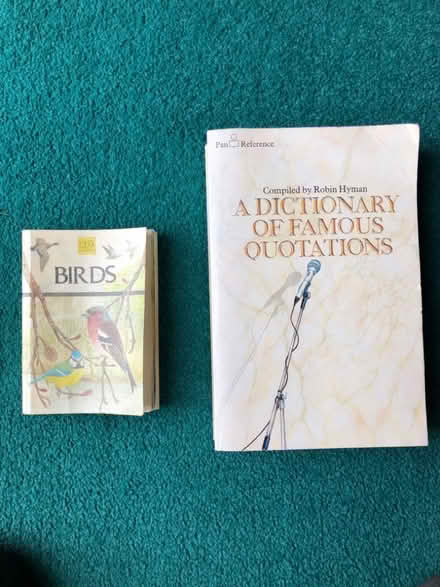 BIRDS
Pan Reference
Compiled by Robin Hyman
A DICTIONARY
OF FAMOUS
QUOTATIONS